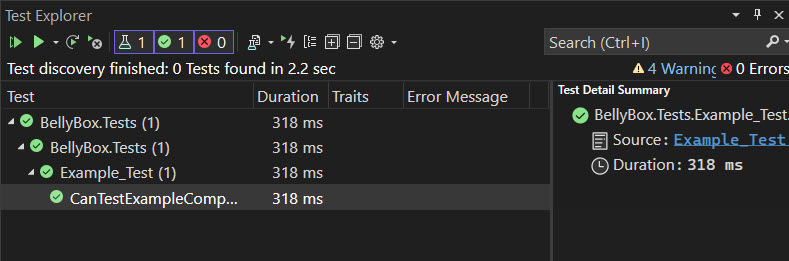 Test Explorer
1 1 0
Search (Ctrl+I)
Test discovery finished: 0 Tests found in 2.2 sec
4 Warning 0 Errors
Test Duration Traits Error Message
BellyBox.Tests (1) 318 ms
BellyBox.Tests (1) 318 ms
Example_Test (1) 318 ms
CanTestExampleComp... 318 ms
Test Detail Summary
BellyBox.Tests.Example_Test.
Source: Example_Test
Duration: 318 ms